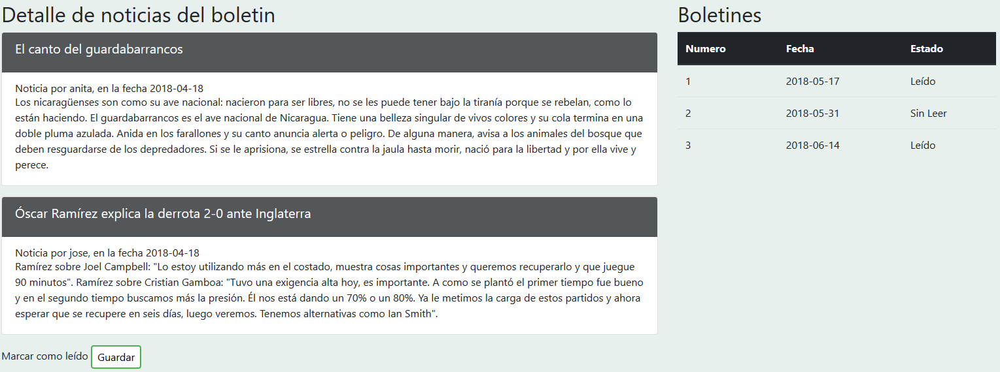 Detalle de noticias del boletin
El canto del guardabarrancos
Noticia por anita, en la fecha 2018-04-18
Los nicaragüenses son como su ave nacional: nacieron para ser libres, no se les puede tener bajo la tiranía porque se rebelan, como lo
están haciendo. El guardabarrancos es el ave nacional de Nicaragua. Tiene una belleza singular de vivos colores y su cola termina en una
doble pluma azulada. Anida en los farallones y su canto anuncia alerta o peligro. De alguna manera, avisa a los animales del bosque que
deben resguardarse de los depredadores. Si se le aprisiona, se estrella contra la jaula hasta morir, nació para la libertad y por ella vive y
perece.
Óscar Ramírez explica la derrota 2-0 ante Inglaterra
Noticia por jose, en la fecha 2018-04-18
Ramírez sobre Joel Campbell: "Lo estoy utilizando más en el costado, muestra cosas importantes y queremos recuperarlo y que juegue
90 minutos". Ramírez sobre Cristian Gamboa: "Tuvo una exigencia alta hoy, es importante. A como se plantó el primer tiempo fue bueno
y en el segundo tiempo buscamos más la presión. Él nos está dando un 70% o un 80%. Ya le metimos la carga de estos partidos y ahora
esperar que se recupere en seis días, luego veremos. Tenemos alternativas como Ian Smith".
Marcar como leído Guardar
Boletines
Numero Fecha Estado
1 2018-05-17 Leído
2 2018-05-31 Sin Leer
3 2018-06-14 Leído